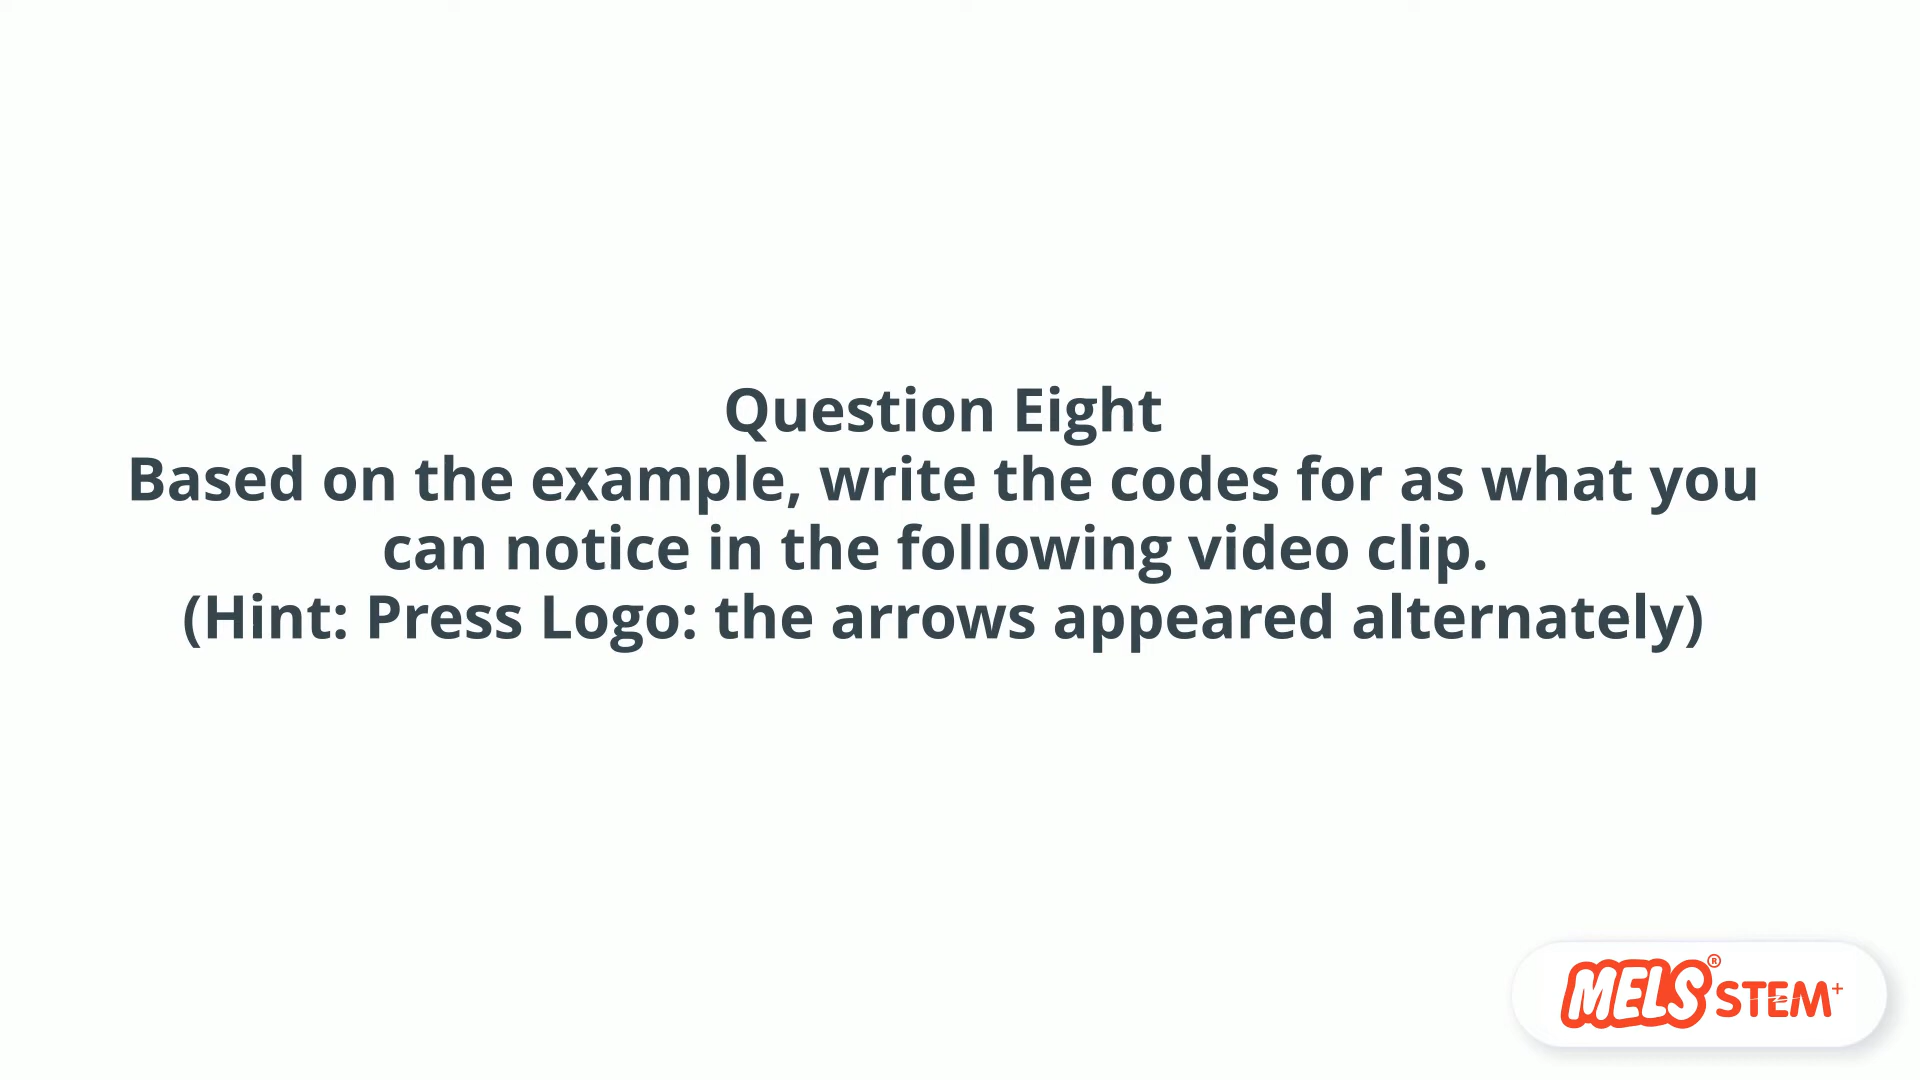 Question Eight
Based on the example, write the codes for as what you
can notice in the following video clip.
(Hint: Press Logo: the arrows appeared alternately)
MELS® STEM+